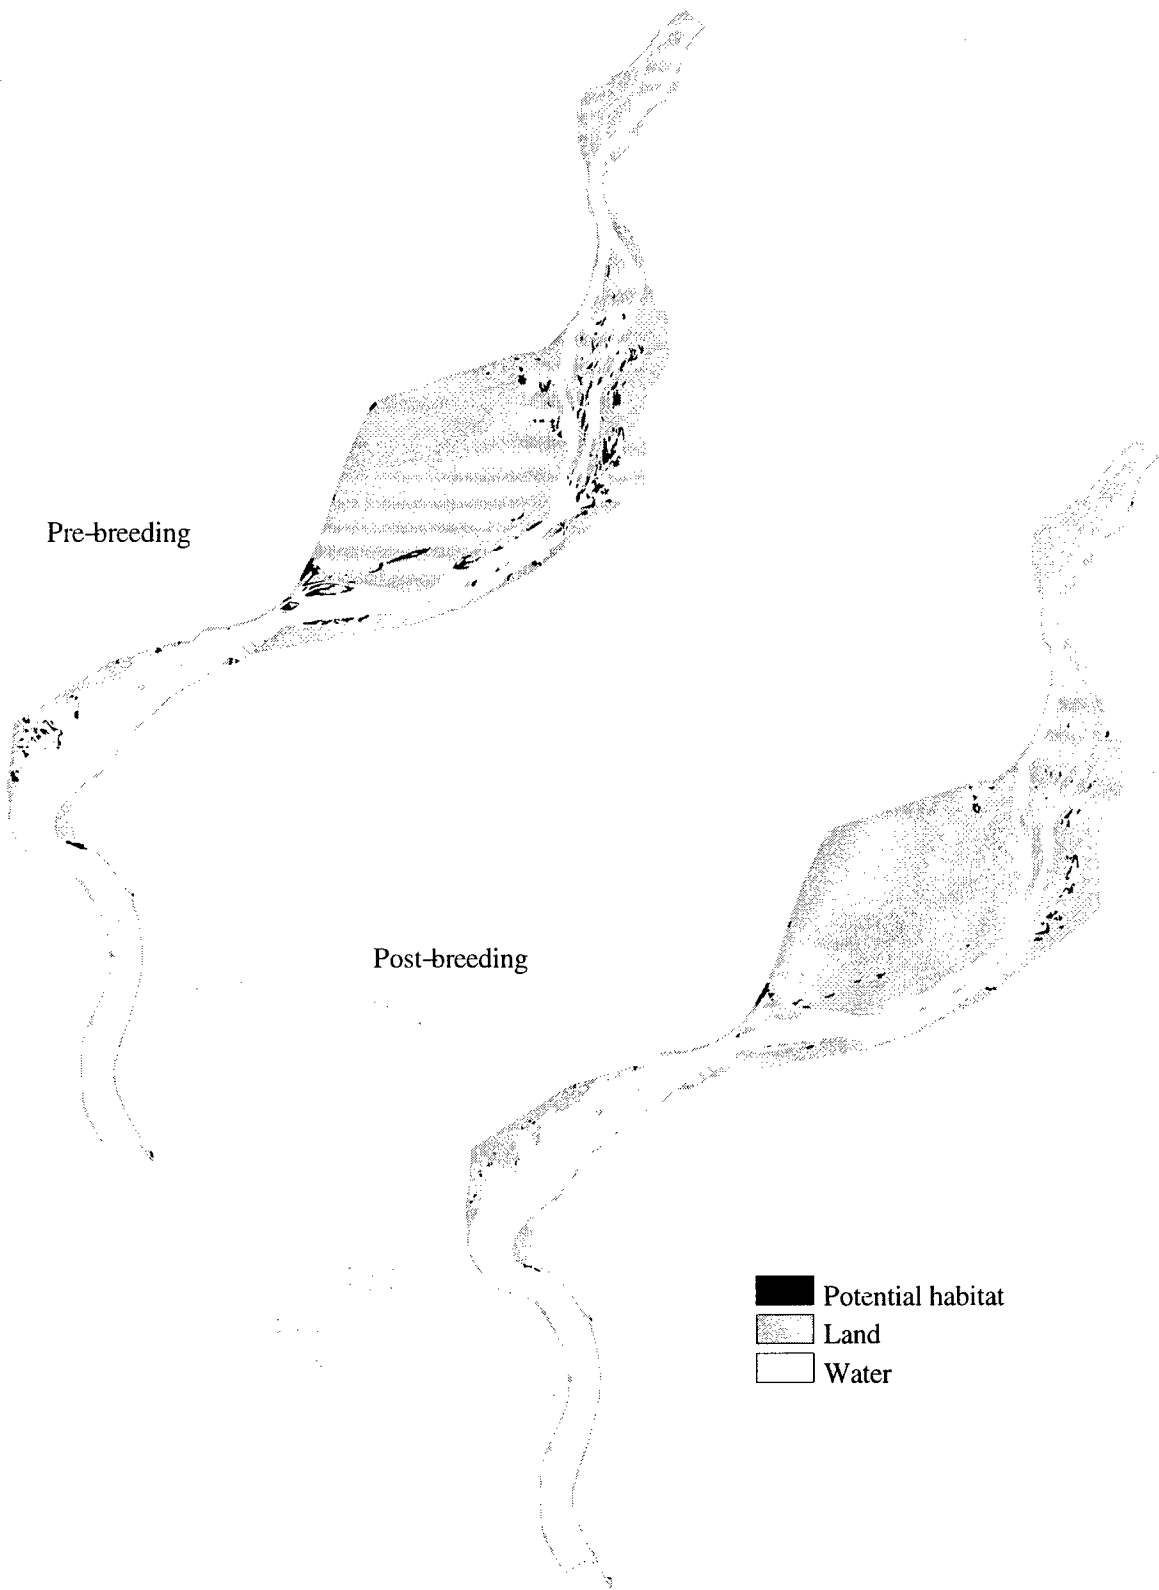 Pre-breeding
Post-breeding
Potential habitat
Land
Water